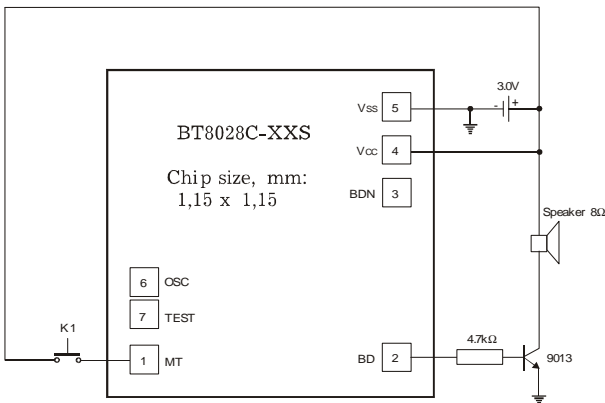 3.0V
- +
Vss 5
BT8028C-XXS
Vcc 4
Chip size, mm:
1,15 x 1,15
BDN 3
Speaker 8Ω
6 OSC
7 TEST
K1
4.7kΩ
1 MT
BD 2
9013